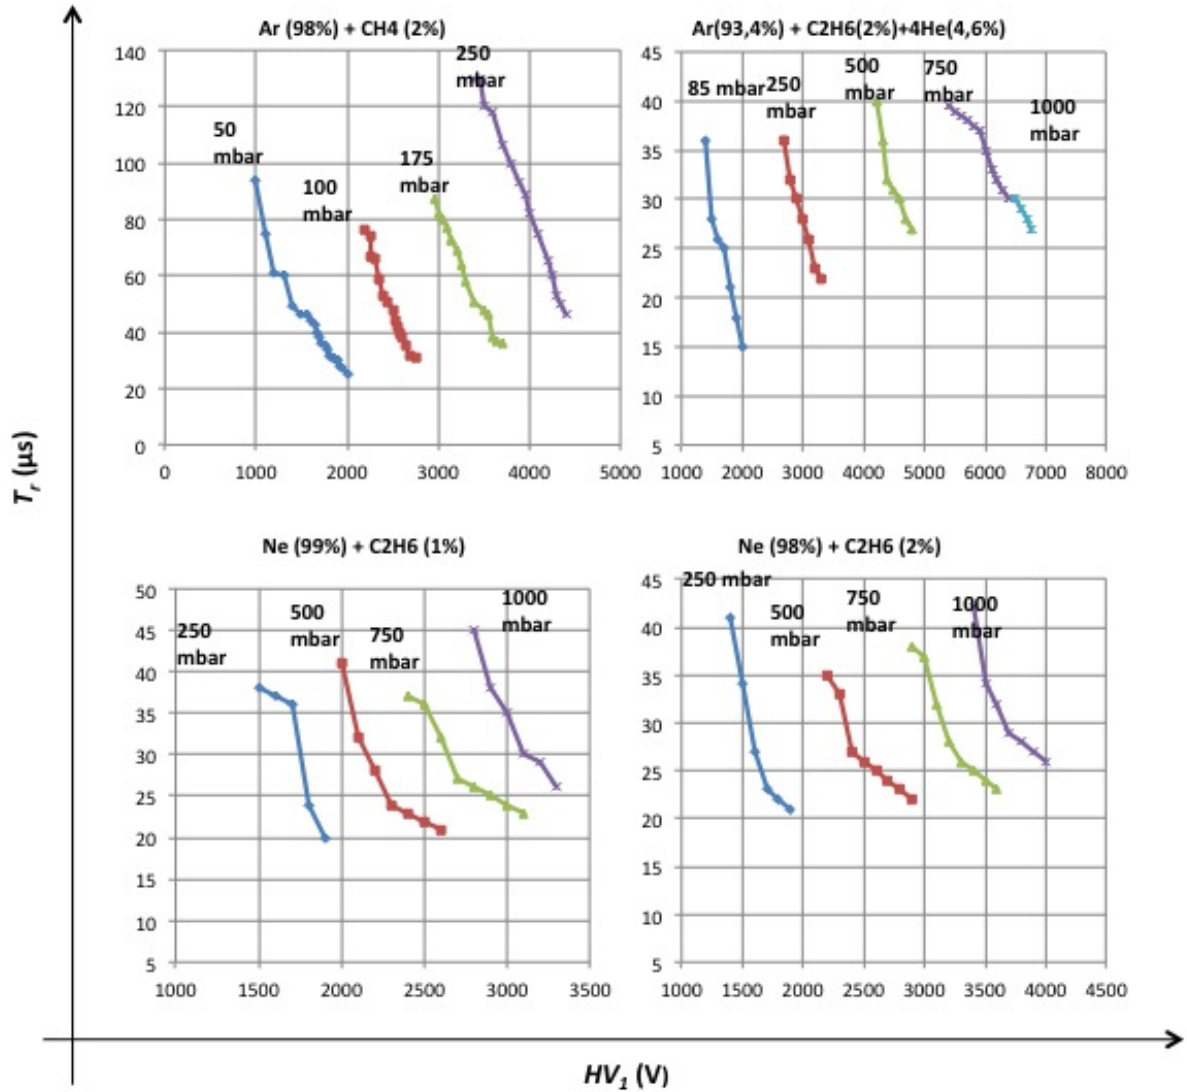 Ar (98%) + CH4 (2%)
250
mbar
50
mbar
100
mbar
175
mbar
140
120
100
80
60
40
20
0
0 1000 2000 3000 4000 5000
Ar(93,4%) + C2H6(2%)+4He(4,6%)
85 mbar
250
mbar
500
mbar
750
mbar
1000
mbar
45
40
35
30
25
20
15
10
5
1000 2000 3000 4000 5000 6000 7000 8000
Tr (μs)
Ne (99%) + C2H6 (1%)
250
mbar
500
mbar
750
mbar
1000
mbar
50
45
40
35
30
25
20
15
10
5
1000 1500 2000 2500 3000 3500
Ne (98%) + C2H6 (2%)
250 mbar
500
mbar
750
mbar
1000
mbar
45
40
35
30
25
20
15
10
5
1000 1500 2000 2500 3000 3500 4000 4500
HV1 (V)